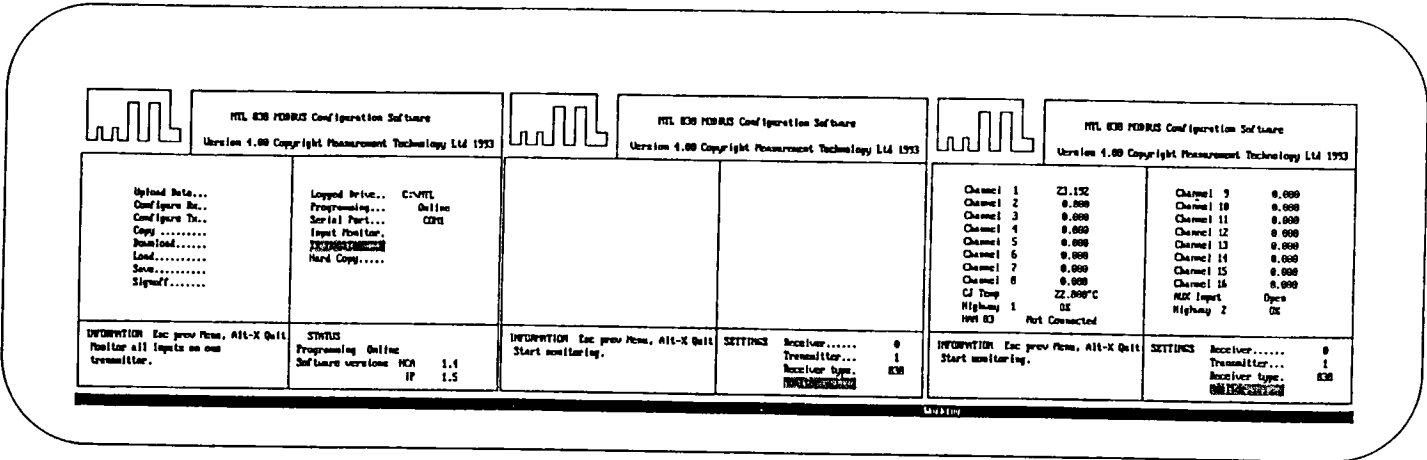 MTL 838 MODBUS Configuration Software
Version 4.00 Copyright Measurement Technology Ltd 1993
Upload Data...
Configure Rx..
Configure Tx..
Copy .........
Download......
Load..........
Save..........
Signoff.......
Logged Drive.. C:\MTL
Programming... Online
Serial Port... COM1
Input Monitor.
Hard Copy.....
INFORMATION Esc prev Menu, Alt-X Quit
Monitor all inputs on one
transmitter.
STATUS
Programming Online
Software versions HCA 1.4
IP 1.5
MTL 838 MODBUS Configuration Software
Version 4.00 Copyright Measurement Technology Ltd 1993
INFORMATION Esc prev Menu, Alt-X Quit
Start monitoring.
SETTINGS Receiver...... 0
Transmitter... 1
Receiver type. 838
MTL 838 MODBUS Configuration Software
Version 4.00 Copyright Measurement Technology Ltd 1993
Channel 1 23.192
Channel 2 0.000
Channel 3 0.000
Channel 4 0.000
Channel 5 0.000
Channel 6 0.000
Channel 7 0.000
Channel 8 0.000
CJ Temp 22.800°C
Highway 1 OK
HAM 83 Not Connected
Channel 9 0.000
Channel 10 0.000
Channel 11 0.000
Channel 12 0.000
Channel 13 0.000
Channel 14 0.000
Channel 15 0.000
Channel 16 0.000
AUX Input Open
Highway 2 OK
INFORMATION Esc prev Menu, Alt-X Quit
Start monitoring.
SETTINGS Receiver...... 0
Transmitter... 1
Receiver type. 838
Working